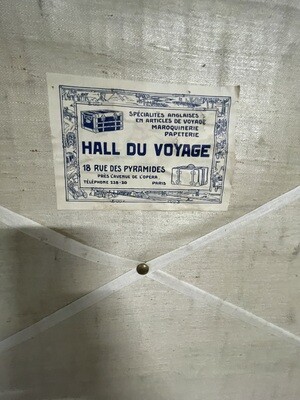 SPÉCIALITÉS ANGLAISES
EN ARTICLES DE VOYAGE
MAROQUINERIE
PAPETERIE
HALL DU VOYAGE
18 RUE DES PYRAMIDES
PRÈS L'AVENUE DE L'OPÉRA
TÉLÉPHONE 238-50 PARIS